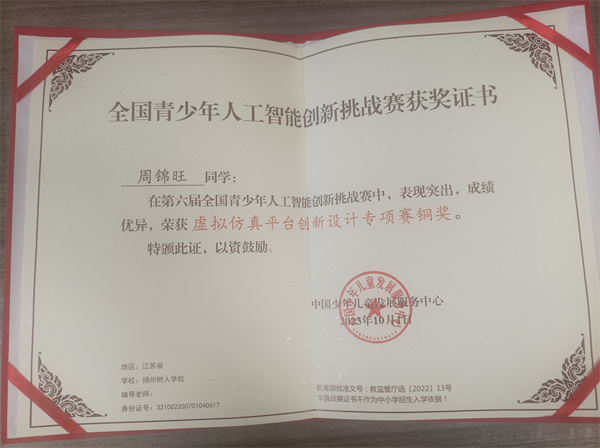 全国青少年人工智能创新挑战赛获奖证书
周锦旺 同学：
在第六届全国青少年人工智能创新挑战赛中，表现突出，成绩
优异，荣获 虚拟仿真平台创新设计专项赛铜奖 。
特颁此证，以资鼓励。
中国少年儿童发展服务中心
2023年10月1日
地区：江苏省
学校：扬州树人学校
辅导老师：
身份证号：321002200701040617
教育部批准文号：教监管厅函［2022］13号
本挑战赛证书不作为中小学招生入学依据！